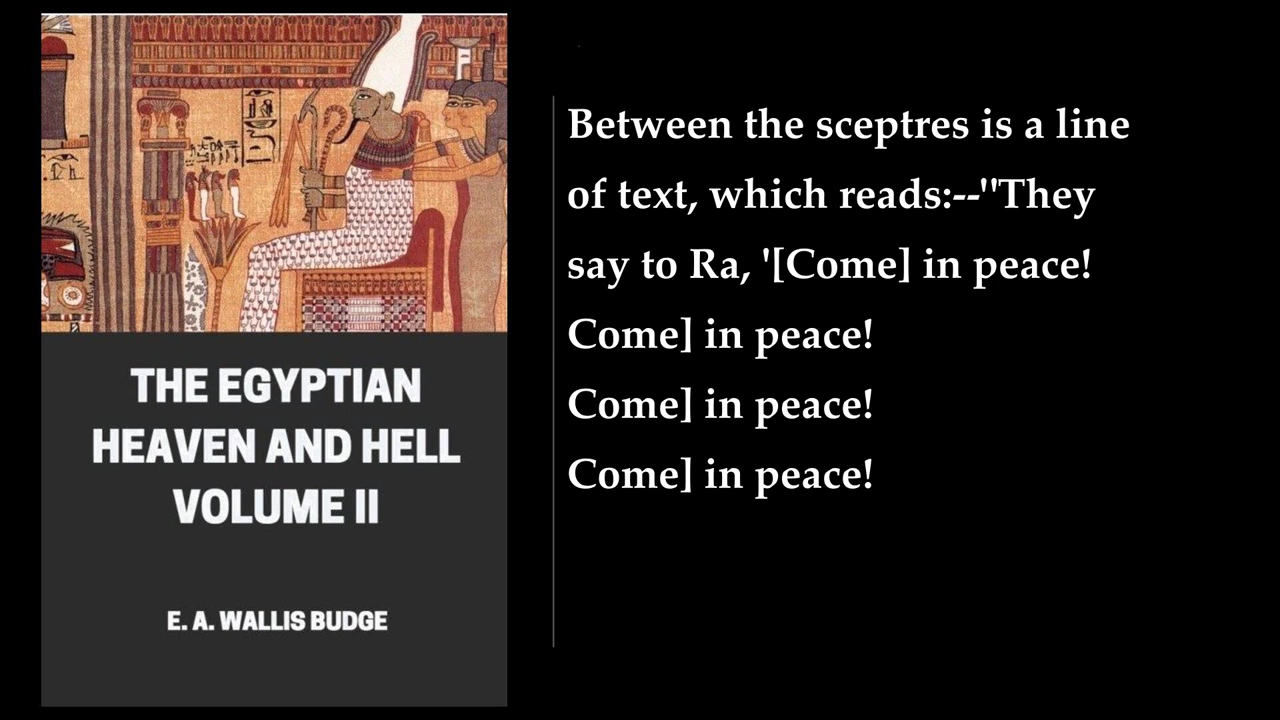 THE EGYPTIAN
HEAVEN AND HELL
VOLUME II
E. A. WALLIS BUDGE
Between the sceptres is a line
of text, which reads:--"They
say to Ra, '[Come] in peace!
Come] in peace!
Come] in peace!
Come] in peace!